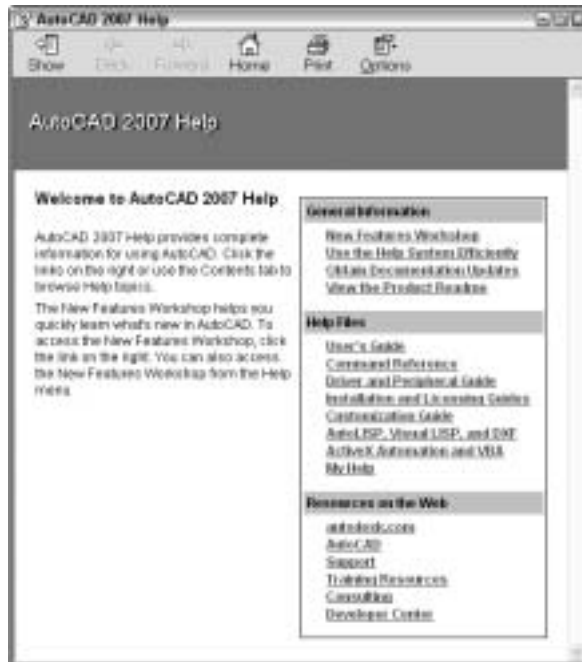 AutoCAD 2007 Help
Show
Back
Forward
Home
Print
Options
AutoCAD 2007 Help
Welcome to AutoCAD 2007 Help
AutoCAD 2007 Help provides complete
information for using AutoCAD. Click the
links on the right or use the Contents tab to
browse Help topics.
The New Features Workshop helps you
quickly learn what's new in AutoCAD. To
access the New Features Workshop, click
the link on the right. You can also access
the New Features Workshop from the Help
menu.
General Information
New Features Workshop
Use the Help System Efficiently
Obtain Documentation Updates
View the Product Readme
Help Files
User's Guide
Command Reference
Driver and Peripheral Guide
Installation and Licensing Guides
Customization Guide
AutoLISP, Visual LISP, and DXF
ActiveX Automation and VBA
My Help
Resources on the Web
autodesk.com
AutoCAD
Support
Training Resources
Consulting
Developer Center